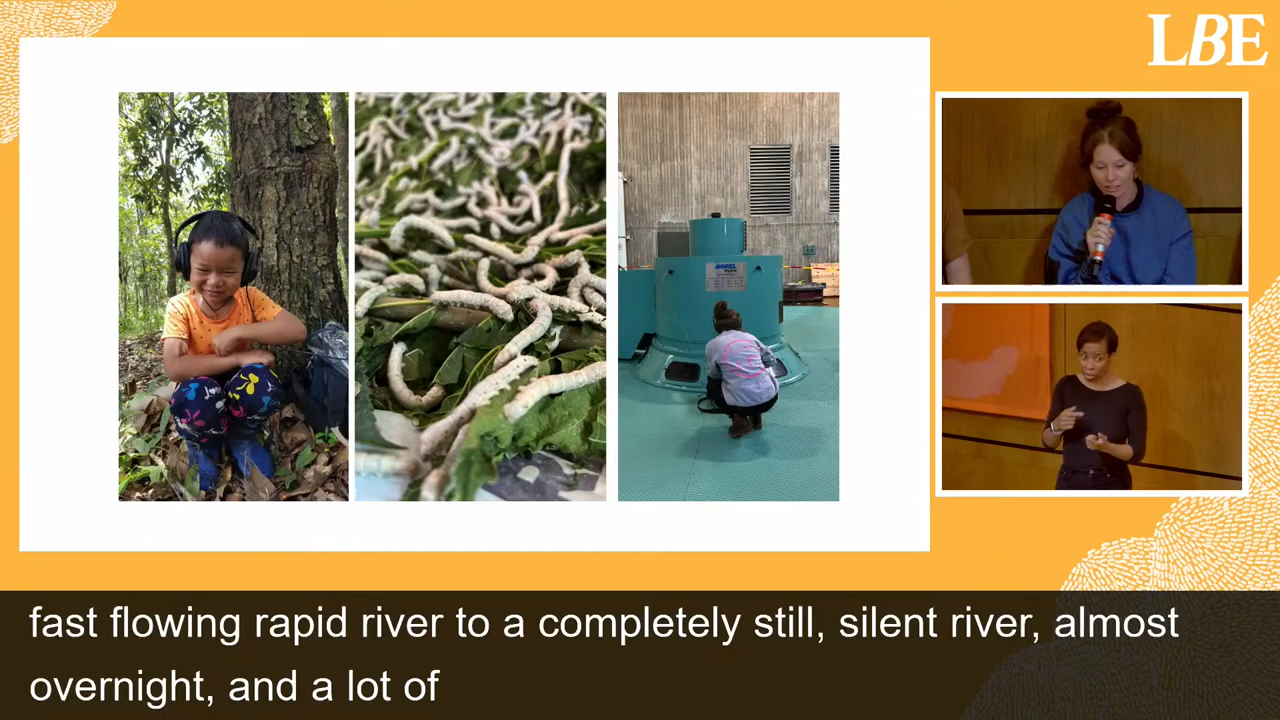 LBE
fast flowing rapid river to a completely still, silent river, almost
overnight, and a lot of